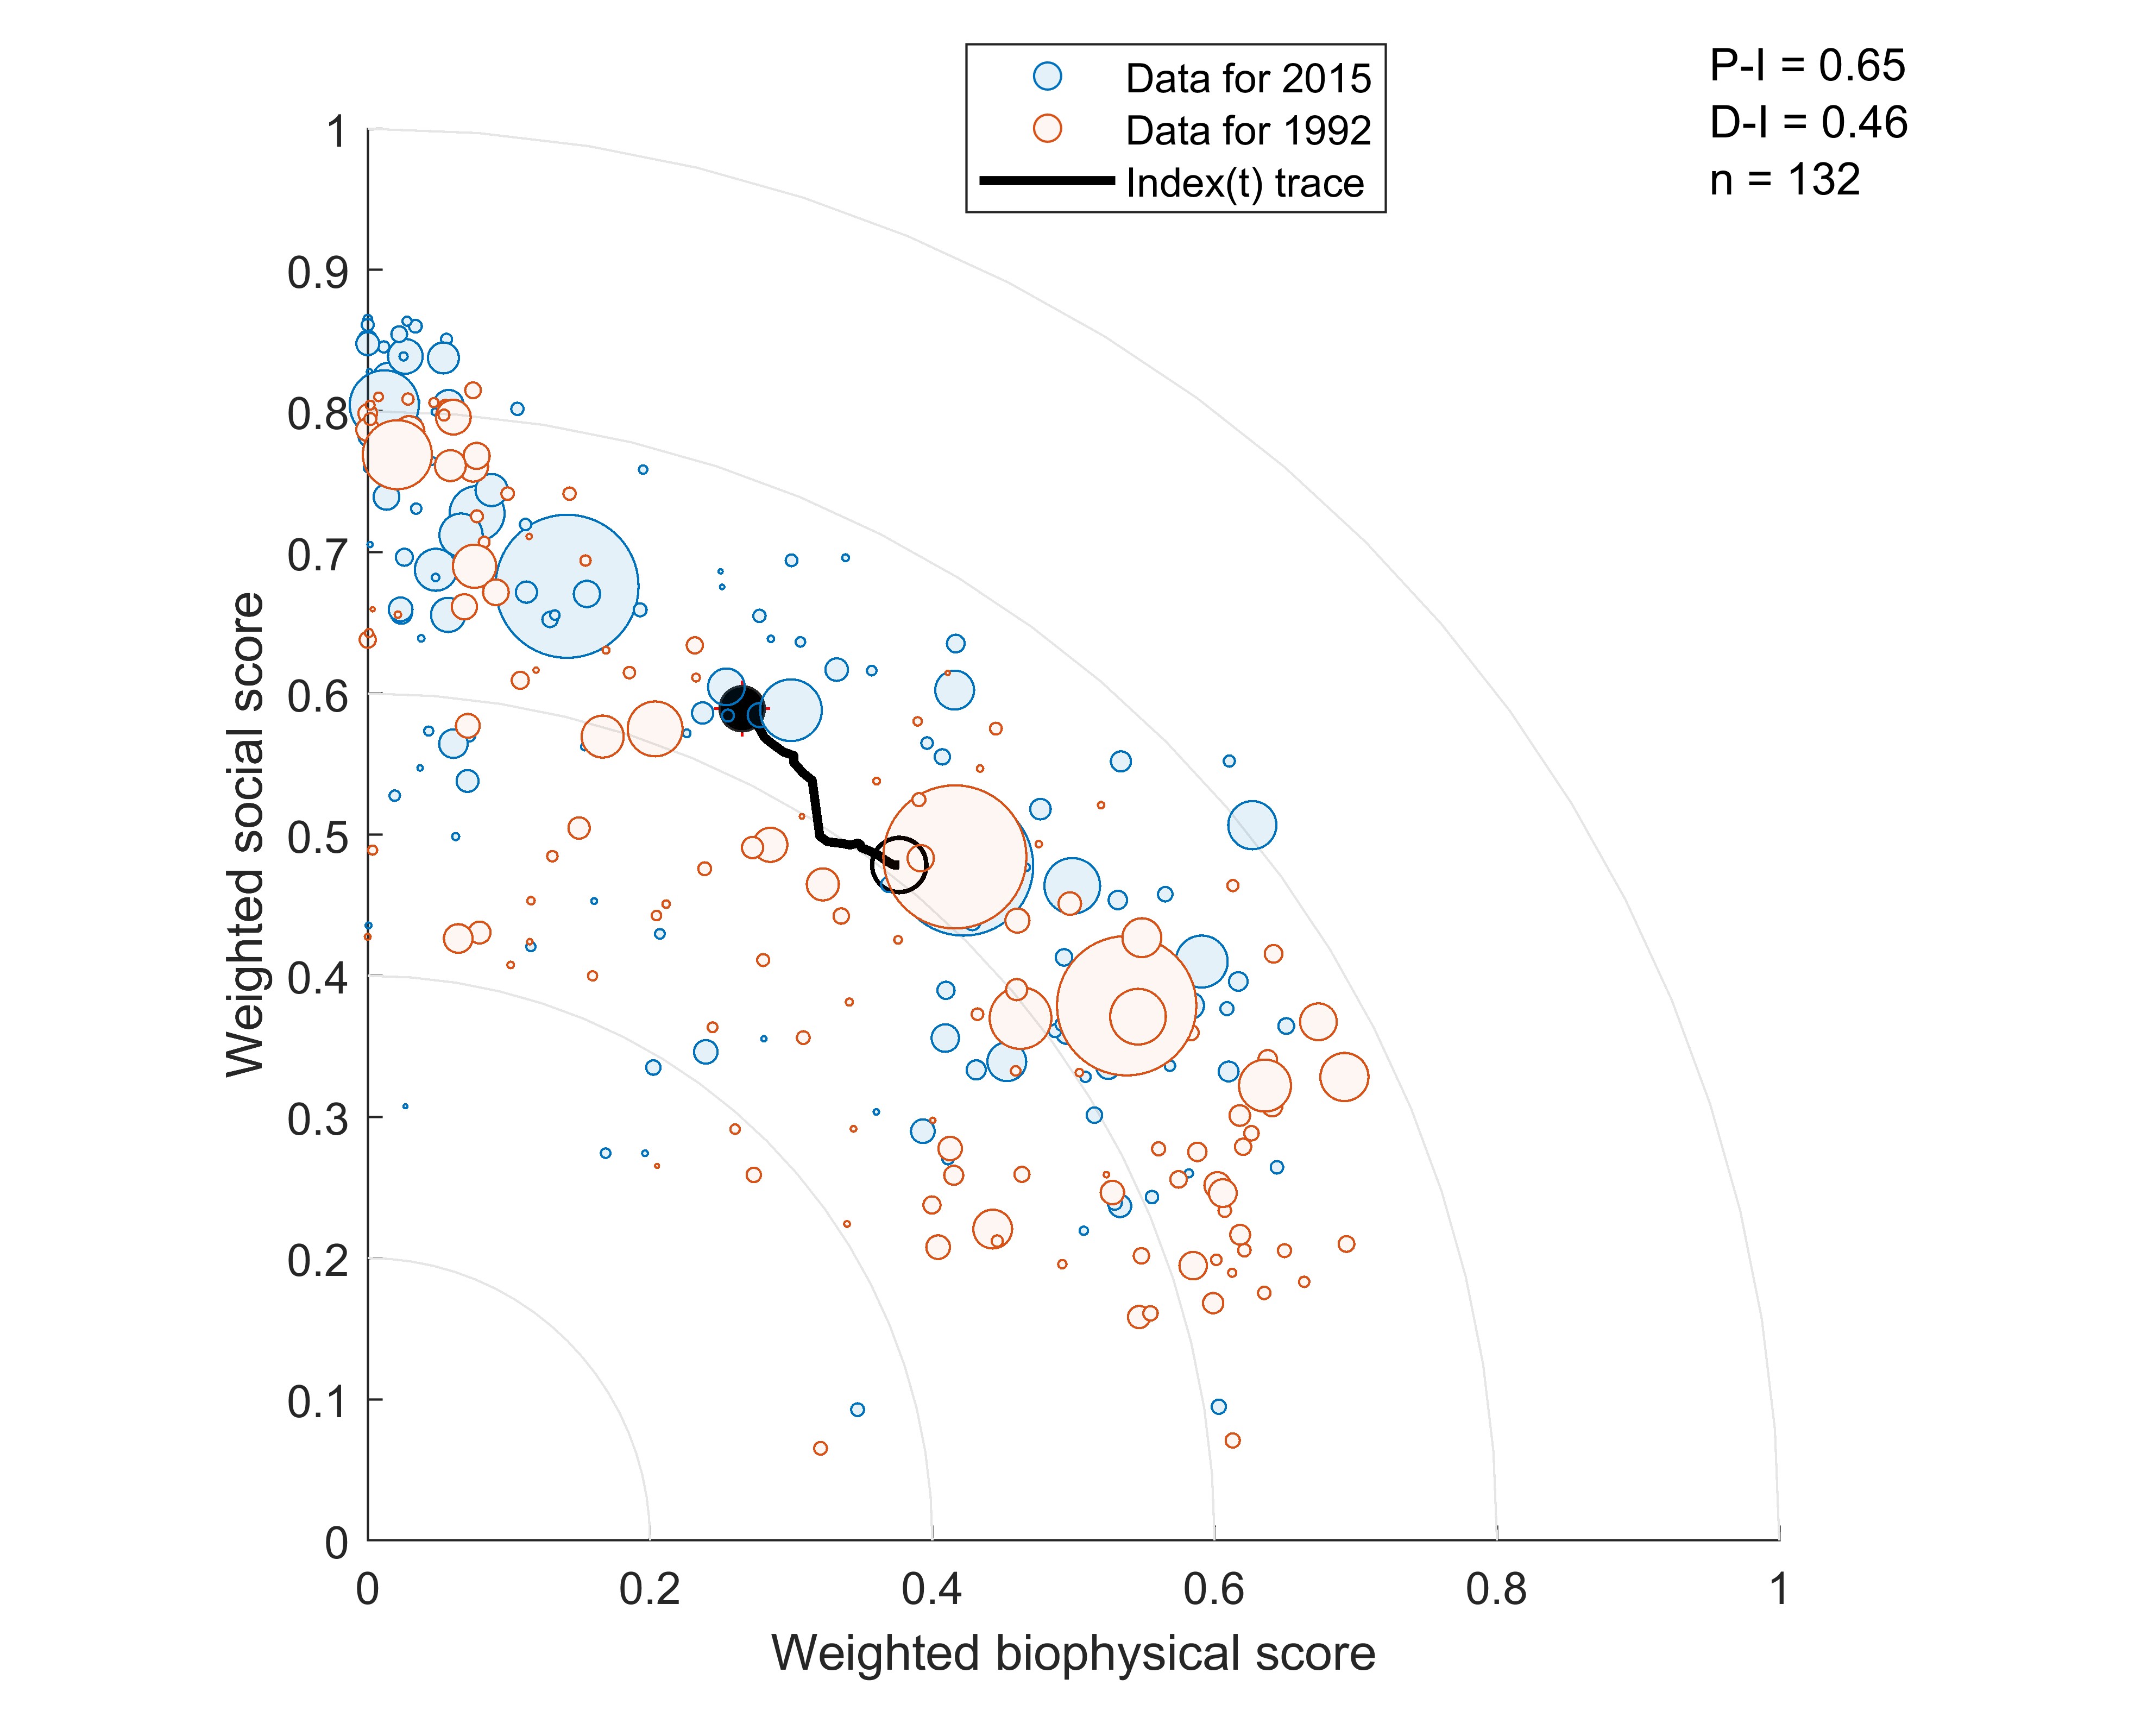 Data for 2015
Data for 1992
Index(t) trace
P-I = 0.65
D-I = 0.46
n = 132
1
0.9
0.8
0.7
0.6
0.5
0.4
0.3
0.2
0.1
0
Weighted social score
0
0.2
0.4
0.6
0.8
1
Weighted biophysical score